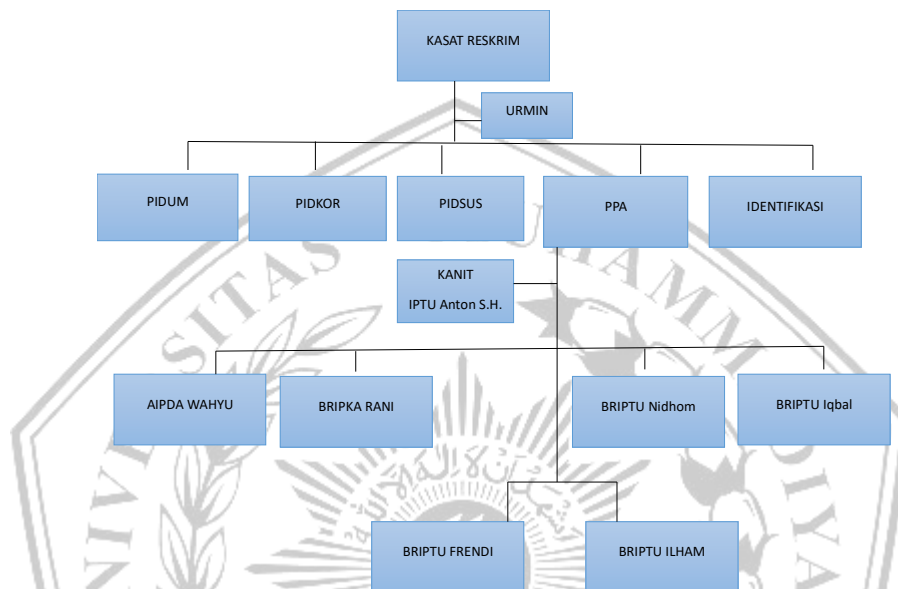 KASAT RESKRIM
URMIN
PIDUM
PIDKOR
PIDSUS
PPA
IDENTIFIKASI
KANIT
IPTU Anton S.H.
AIPDA WAHYU
BRIPKA RANI
BRIPTU Nidhom
BRIPTU Iqbal
BRIPTU FRENDI
BRIPTU ILHAM